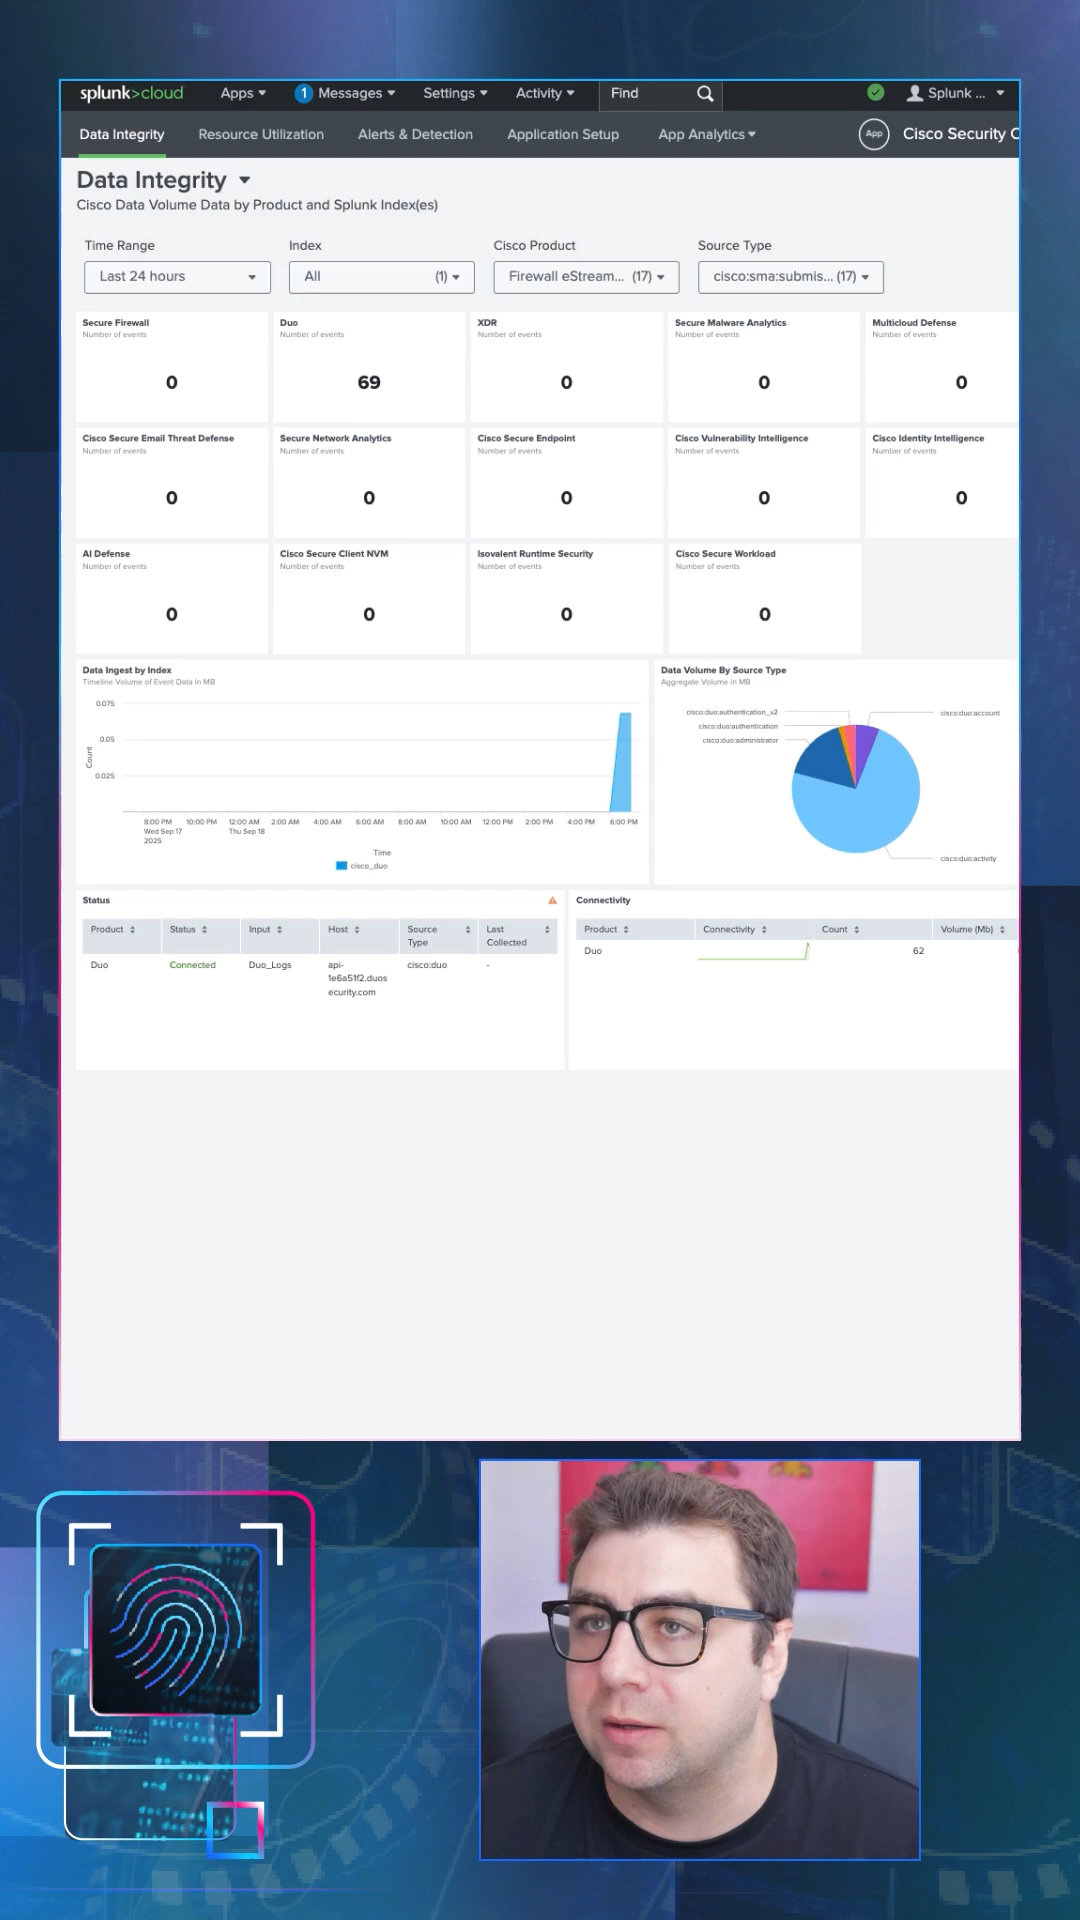 splunk>cloud Apps 1 Messages Settings Activity Find Splunk ...
Data Integrity Resource Utilization Alerts & Detection Application Setup App Analytics App Cisco Security C
Data Integrity
Cisco Data Volume Data by Product and Splunk Index(es)
Time Range Index Cisco Product Source Type
Last 24 hours All (1) Firewall eStream... (17) cisco:sma:submis... (17)
Secure Firewall Duo XDR Secure Malware Analytics Multicloud Defense
Number of events Number of events Number of events Number of events Number of events
0 69 0 0 0
Cisco Secure Email Threat Defense Secure Network Analytics Cisco Secure Endpoint Cisco Vulnerability Intelligence Cisco Identity Intelligence
Number of events Number of events Number of events Number of events Number of events
0 0 0 0 0
AI Defense Cisco Secure Client NVM Isovalent Runtime Security Cisco Secure Workload
Number of events Number of events Number of events Number of events
0 0 0 0
Data Ingest by Index
Timeline Volume of Event Data in MB
0.075
0.05
0.025
Count
8:00 PM 10:00 PM 12:00 AM 2:00 AM 4:00 AM 6:00 AM 8:00 AM 10:00 AM 12:00 PM 2:00 PM 4:00 PM 6:00 PM
Wed Sep 17 Thu Sep 18
2025
Time
cisco_duo
Data Volume By Source Type
Aggregate Volume in MB
cisco:duo:authentication_v2 cisco:duo:account
cisco:duo:authentication
cisco:duo:administrator
cisco:duo:activity
Status
Product Status Input Host Source Type Last Collected
Duo Connected Duo_Logs api-1e6a51f2.duosecurity.com cisco:duo -
Connectivity
Product Connectivity Count Volume (Mb)
Duo 62
select